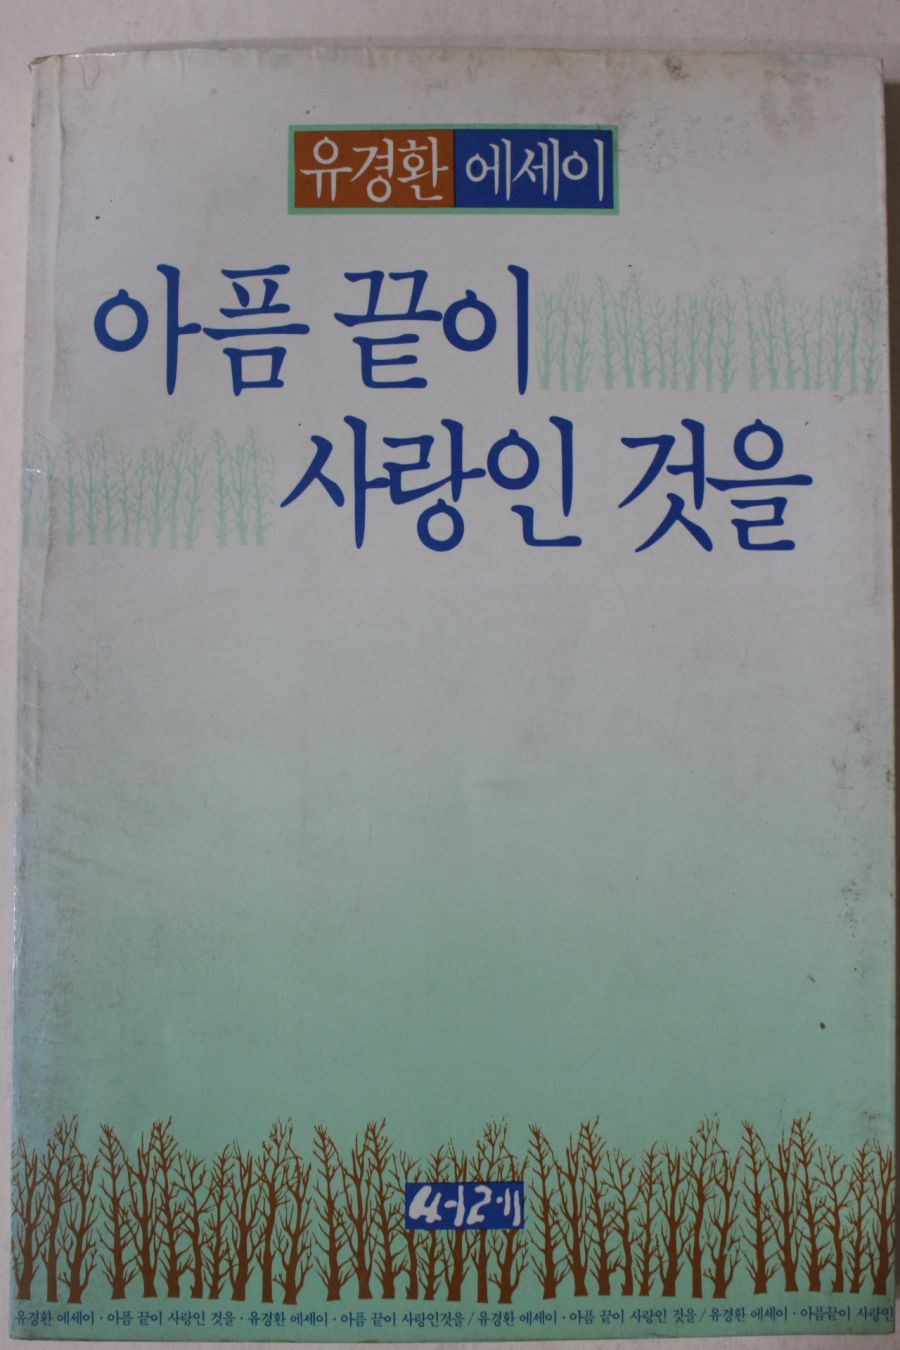 유경환 에세이
아픔 끝이
사랑인 것을
유경환 에세이 · 아픔 끝이 사랑인 것을 · 유경환 에세이 · 아픔 끝이 사랑인것을 / 유경환 에세이 · 아픔 끝이 사랑인 것을 / 유경환 에세이 · 아픔끝이 사랑인